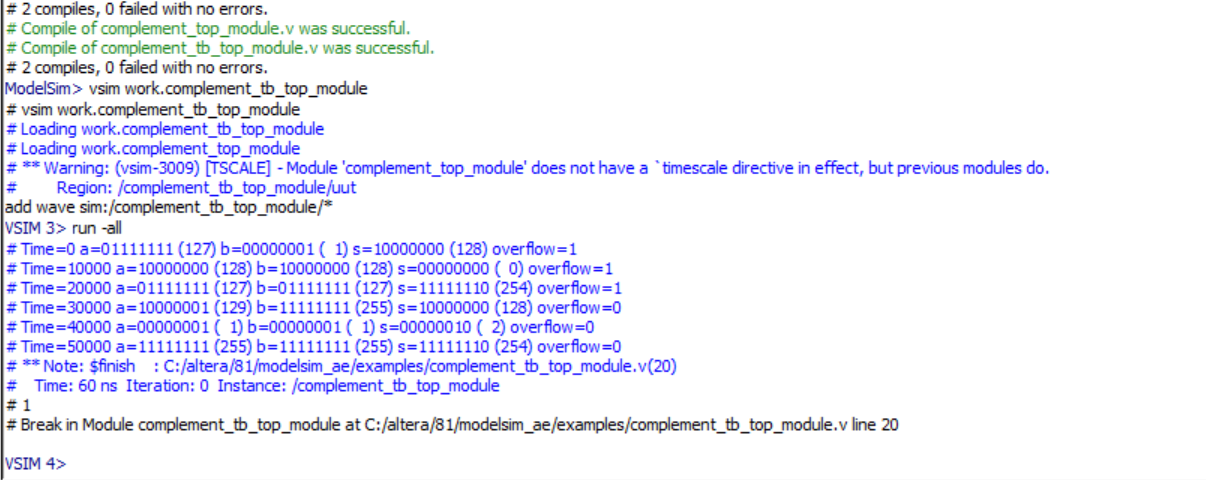 # 2 compiles, 0 failed with no errors.
# Compile of complement_top_module.v was successful.
# Compile of complement_tb_top_module.v was successful.
# 2 compiles, 0 failed with no errors.
ModelSim> vsim work.complement_tb_top_module
# vsim work.complement_tb_top_module
# Loading work.complement_tb_top_module
# Loading work.complement_top_module
# ** Warning: (vsim-3009) [TSCALE] - Module 'complement_top_module' does not have a `timescale directive in effect, but previous modules do.
#         Region: /complement_tb_top_module/uut
add wave sim:/complement_tb_top_module/*
VSIM 3> run -all
# Time=0 a=01111111 (127) b=00000001 (  1) s=10000000 (128) overflow=1
# Time=10000 a=10000000 (128) b=10000000 (128) s=00000000 (  0) overflow=1
# Time=20000 a=01111111 (127) b=01111111 (127) s=11111110 (254) overflow=1
# Time=30000 a=10000001 (129) b=11111111 (255) s=10000000 (128) overflow=0
# Time=40000 a=00000001 (  1) b=00000001 (  1) s=00000010 (  2) overflow=0
# Time=50000 a=11111111 (255) b=11111111 (255) s=11111110 (254) overflow=0
# ** Note: $finish    : C:/altera/81/modelsim_ae/examples/complement_tb_top_module.v(20)
#    Time: 60 ns  Iteration: 0  Instance: /complement_tb_top_module
# 1
# Break in Module complement_tb_top_module at C:/altera/81/modelsim_ae/examples/complement_tb_top_module.v line 20
VSIM 4>